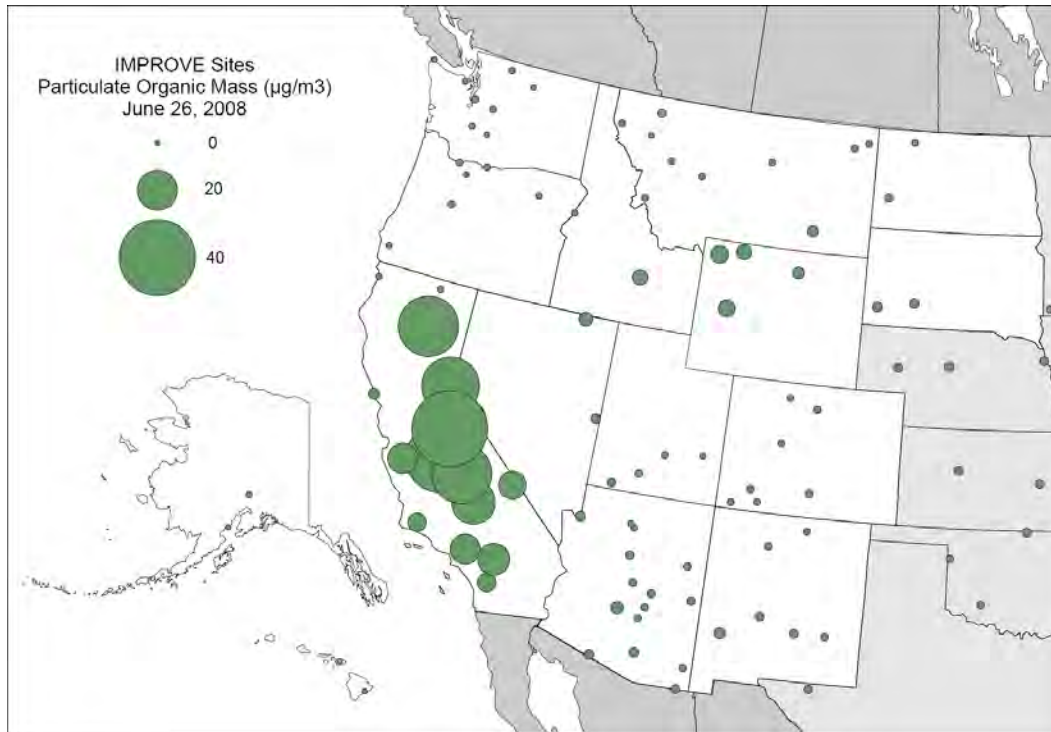 IMPROVE Sites
Particulate Organic Mass (µg/m3)
June 26, 2008
0
20
40